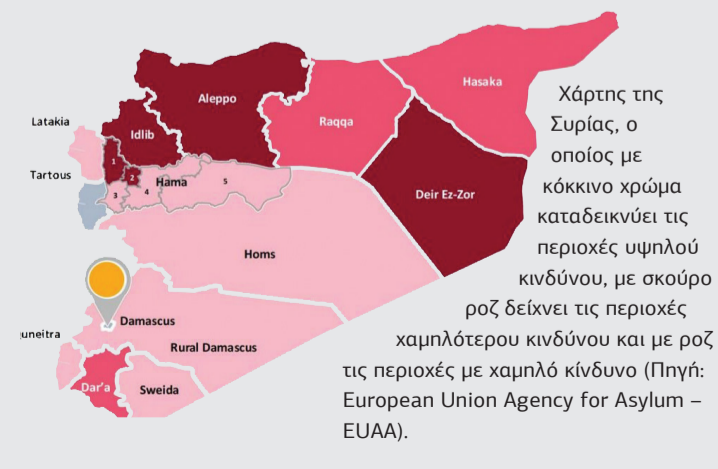 Hasaka
Aleppo
Raqqa
Latakia
Idlib
Tartous
1
2
Hama
3
4
5
Deir Ez-Zor
Homs
Damascus
uneitra
Rural Damascus
Dar'a
Sweida
Χάρτης της
Συρίας, ο
οποίος με
κόκκινο χρώμα
καταδεικνύει τις
περιοχές υψηλού
κινδύνου, με σκούρο
ροζ δείχνει τις περιοχές
χαμηλότερου κινδύνου και με ροζ
τις περιοχές με χαμηλό κίνδυνο (Πηγή:
European Union Agency for Asylum –
EUAA).